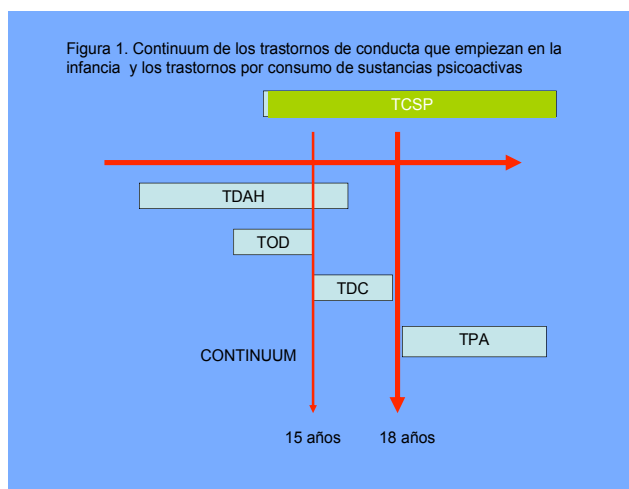 Figura 1. Continuum de los trastornos de conducta que empiezan en la
infancia y los trastornos por consumo de sustancias psicoactivas
TCSP
TDAH
TOD
TDC
TPA
CONTINUUM
15 años 18 años